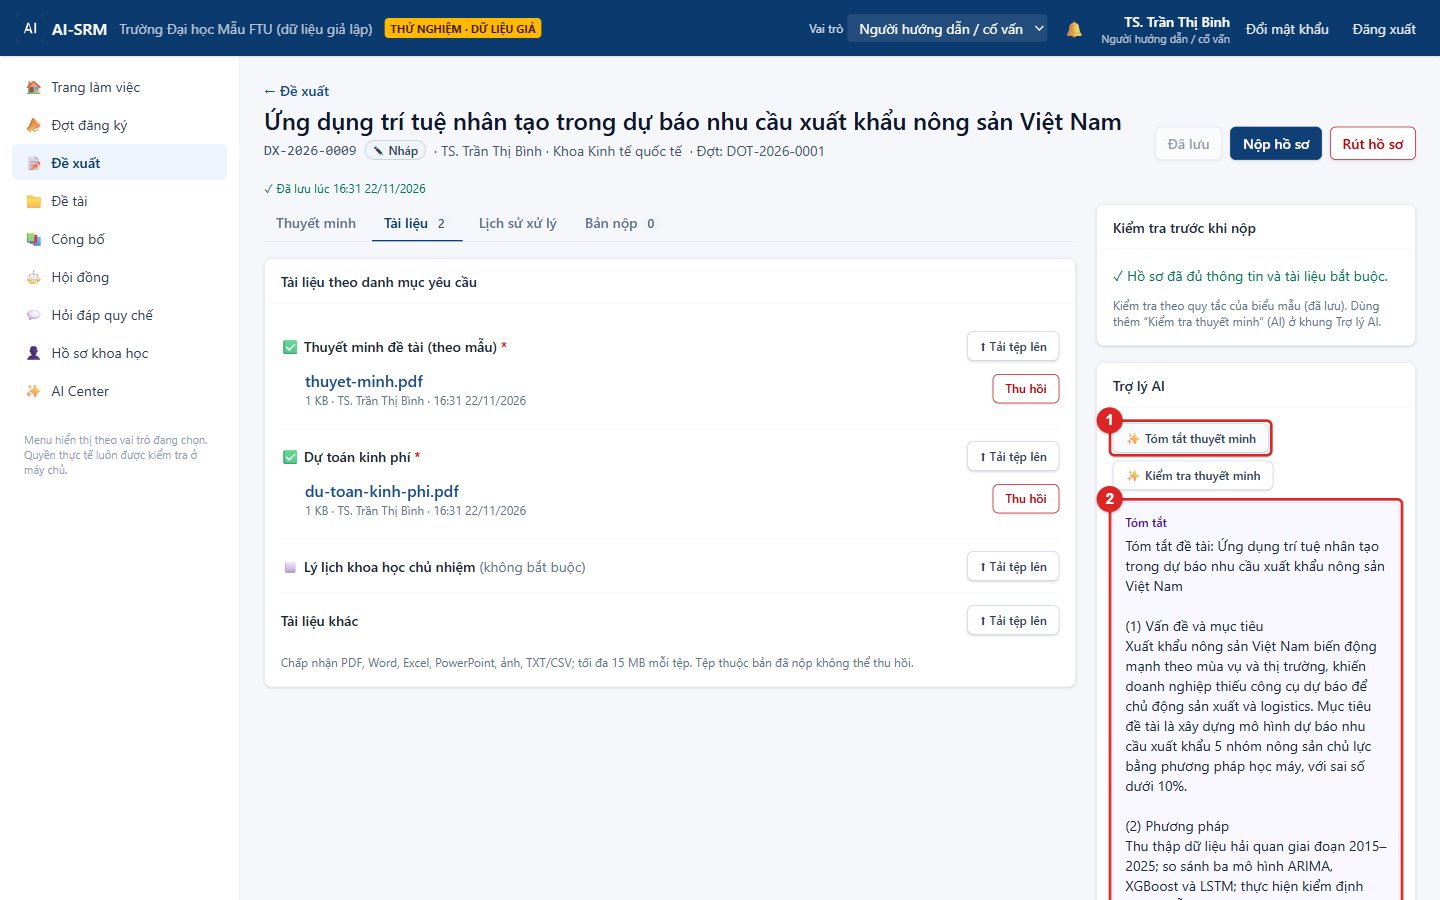 AI AI-SRM Trường Đại học Mẫu FTU (dữ liệu giả lập) THỬ NGHIỆM · DỮ LIỆU GIẢ
Vai trò Người hướng dẫn / cố vấn
TS. Trần Thị Bình
Người hướng dẫn / cố vấn
Đổi mật khẩu
Đăng xuất
Trang làm việc
Đợt đăng ký
Đề xuất
Đề tài
Công bố
Hội đồng
Hỏi đáp quy chế
Hồ sơ khoa học
AI Center
Menu hiển thị theo vai trò đang chọn.
Quyền thực tế luôn được kiểm tra ở
máy chủ.
← Đề xuất
Ứng dụng trí tuệ nhân tạo trong dự báo nhu cầu xuất khẩu nông sản Việt Nam
DX-2026-0009 Nháp · TS. Trần Thị Bình · Khoa Kinh tế quốc tế · Đợt: DOT-2026-0001
Đã lưu
Nộp hồ sơ
Rút hồ sơ
✓ Đã lưu lúc 16:31 22/11/2026
Thuyết minh
Tài liệu 2
Lịch sử xử lý
Bản nộp 0
Tài liệu theo danh mục yêu cầu
Thuyết minh đề tài (theo mẫu) *
⭱ Tải tệp lên
thuyet-minh.pdf
1 KB · TS. Trần Thị Bình · 16:31 22/11/2026
Thu hồi
Dự toán kinh phí *
⭱ Tải tệp lên
du-toan-kinh-phi.pdf
1 KB · TS. Trần Thị Bình · 16:31 22/11/2026
Thu hồi
Lý lịch khoa học chủ nhiệm (không bắt buộc)
⭱ Tải tệp lên
Tài liệu khác
⭱ Tải tệp lên
Chấp nhận PDF, Word, Excel, PowerPoint, ảnh, TXT/CSV; tối đa 15 MB mỗi tệp. Tệp thuộc bản đã nộp không thể thu hồi.
Kiểm tra trước khi nộp
✓ Hồ sơ đã đủ thông tin và tài liệu bắt buộc.
Kiểm tra theo quy tắc của biểu mẫu (đã lưu). Dùng
thêm “Kiểm tra thuyết minh” (AI) ở khung Trợ lý AI.
Trợ lý AI
1
Tóm tắt thuyết minh
Kiểm tra thuyết minh
2
Tóm tắt
Tóm tắt đề tài: Ứng dụng trí tuệ nhân tạo
trong dự báo nhu cầu xuất khẩu nông sản
Việt Nam
(1) Vấn đề và mục tiêu
Xuất khẩu nông sản Việt Nam biến động
mạnh theo mùa vụ và thị trường, khiến
doanh nghiệp thiếu công cụ dự báo để
chủ động sản xuất và logistics. Mục tiêu
đề tài là xây dựng mô hình dự báo nhu
cầu xuất khẩu 5 nhóm nông sản chủ lực
bằng phương pháp học máy, với sai số
dưới 10%.
(2) Phương pháp
Thu thập dữ liệu hải quan giai đoạn 2015–
2025; so sánh ba mô hình ARIMA,
XGBoost và LSTM; thực hiện kiểm định